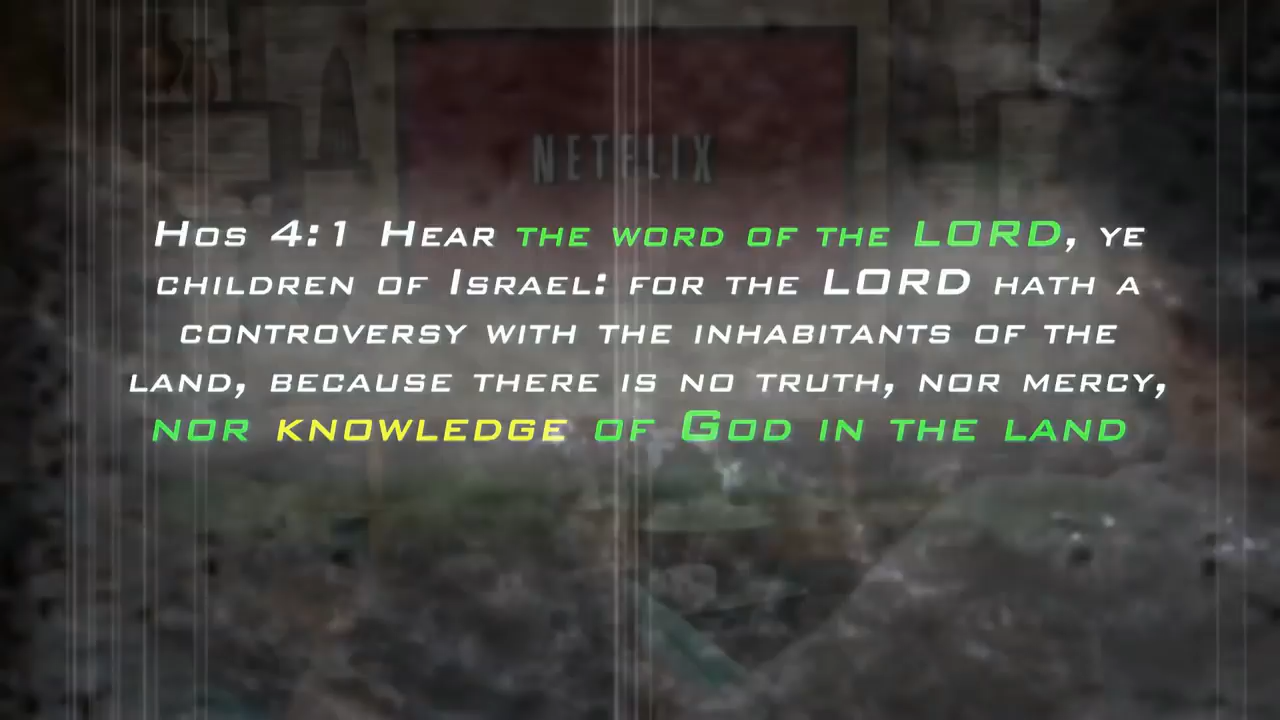 NETFLIX
Hos 4:1 Hear the word of the LORD, ye
children of Israel: for the LORD hath a
controversy with the inhabitants of the
land, because there is no truth, nor mercy,
nor knowledge of God in the land